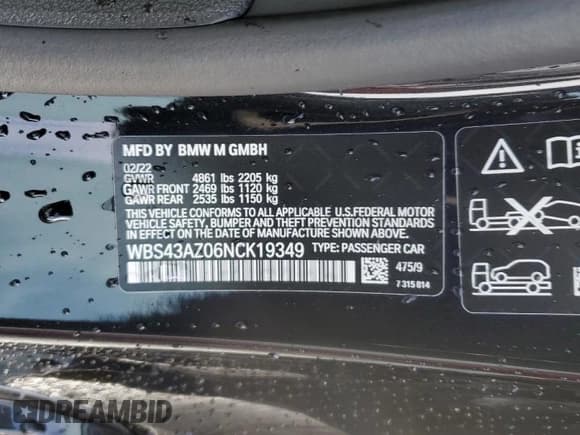 MFD BY BMW M GMBH
02/22
GVWR 4861 lbs 2205 kg
GAWR FRONT 2469 lbs 1120 kg
GAWR REAR 2535 lbs 1150 kg
THIS VEHICLE CONFORMS TO ALL APPLICABLE U.S.FEDERAL MOTOR
VEHICLE SAFETY, BUMPER AND THEFT PREVENTION STANDARDS
IN EFFECT ON THE DATE OF MANUFACTURE SHOWN ABOVE.
WBS43AZ06NCK19349 TYPE: PASSENGER CAR
475/9
7 315 814
DREAMBID